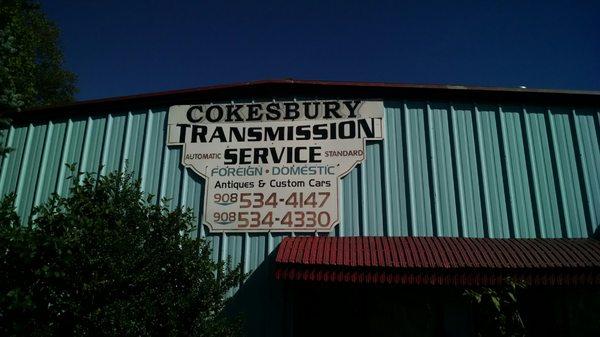 COKESBURY
TRANSMISSION
AUTOMATIC SERVICE STANDARD
FOREIGN • DOMESTIC
Antiques & Custom Cars
908 534-4147
908 534-4330